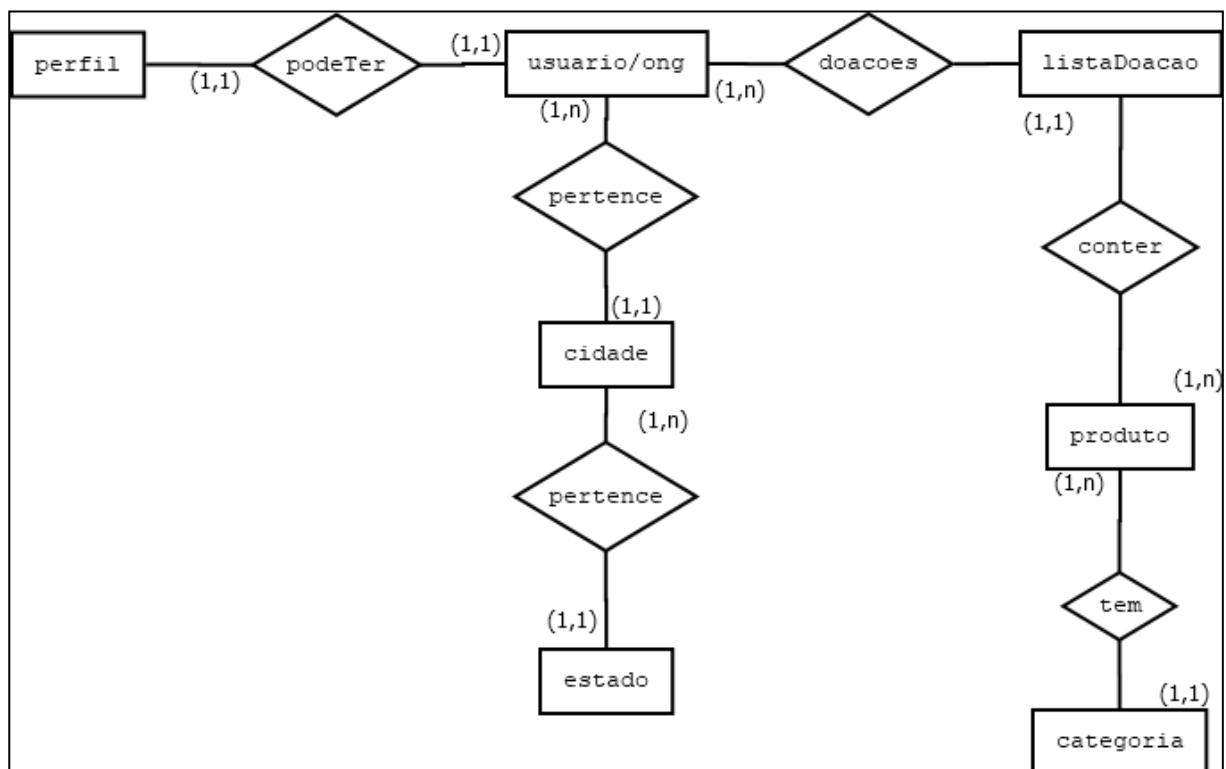 perfil
(1,1)
podeTer
(1,1)
usuario/ong
(1,n)
doacoes
listaDoacao
(1,n)
(1,1)
pertence
conter
(1,1)
cidade
(1,n)
(1,n)
produto
(1,n)
pertence
tem
(1,1)
estado
(1,1)
categoria